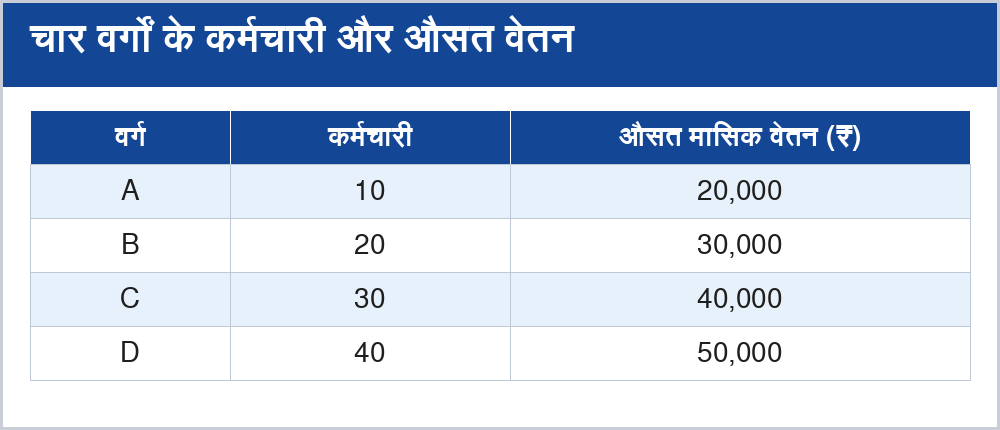 चार वर्गों के कर्मचारी और औसत वेतन
वर्ग कर्मचारी औसत मासिक वेतन (₹)
A 10 20,000
B 20 30,000
C 30 40,000
D 40 50,000